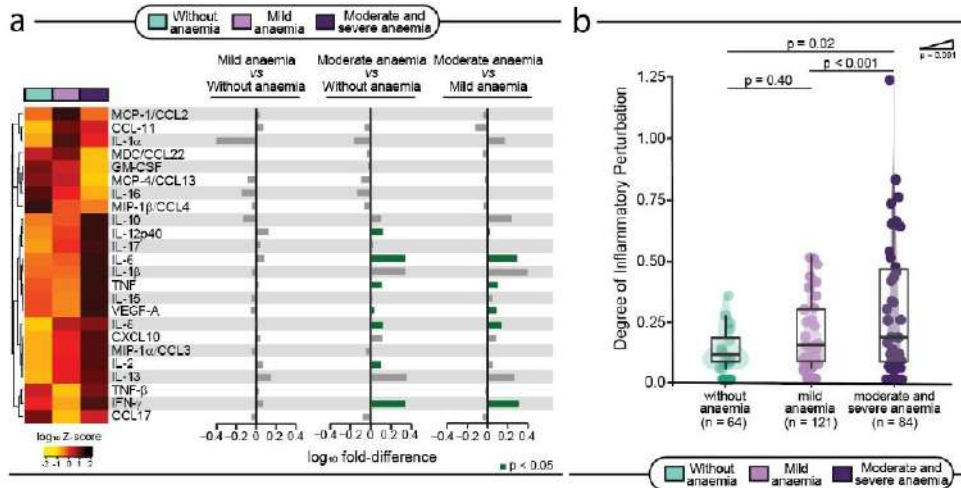 a
Without anaemia
Mild anaemia
Moderate and severe anaemia
Mild anaemia vs Without anaemia
Moderate anaemia vs Without anaemia
Moderate anaemia vs Mild anaemia
MCP-1/CCL2
CCL-11
IL-1α
MDC/CCL22
GM-CSF
MCP-4/CCL13
IL-16
MIP-1β/CCL4
IL-10
IL-12p40
IL-17
IL-6
IL-1β
TNF
IL-15
VEGF-A
IL-8
CXCL10
MIP-1α/CCL3
IL-2
IL-13
TNF-β
IFN-γ
CCL17
log₁₀ Z-score
-2 -1 1 2
-0.4 -0.2 0 0.2 0.4
-0.4 -0.2 0 0.2 0.4
-0.4 -0.2 0 0.2 0.4
log₁₀ fold-difference
p < 0.05
b
p = 0.02
p < 0.001
p = 0.40
p = 0.001
Degree of Inflammatory Perturbation
1.25
1.00
0.75
0.50
0.25
0.0
without anaemia (n = 64)
mild anaemia (n = 121)
moderate and severe anaemia (n = 84)
Without anaemia
Mild anaemia
Moderate and severe anaemia